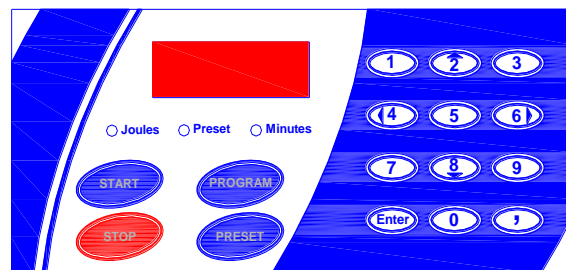 1 2 3
4 5 6
Joules Preset Minutes
7 8 9
START PROGRAM
Enter 0 ,
STOP PRESET